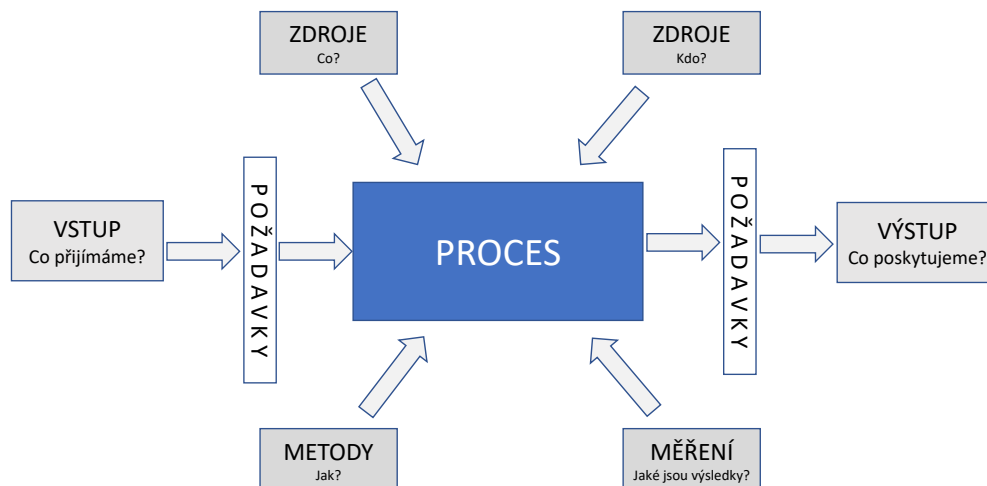 ZDROJE
Co?
ZDROJE
Kdo?
VSTUP
Co přijímáme?
POŽADAVKY
PROCES
POŽADAVKY
VÝSTUP
Co poskytujeme?
METODY
Jak?
MĚŘENÍ
Jaké jsou výsledky?